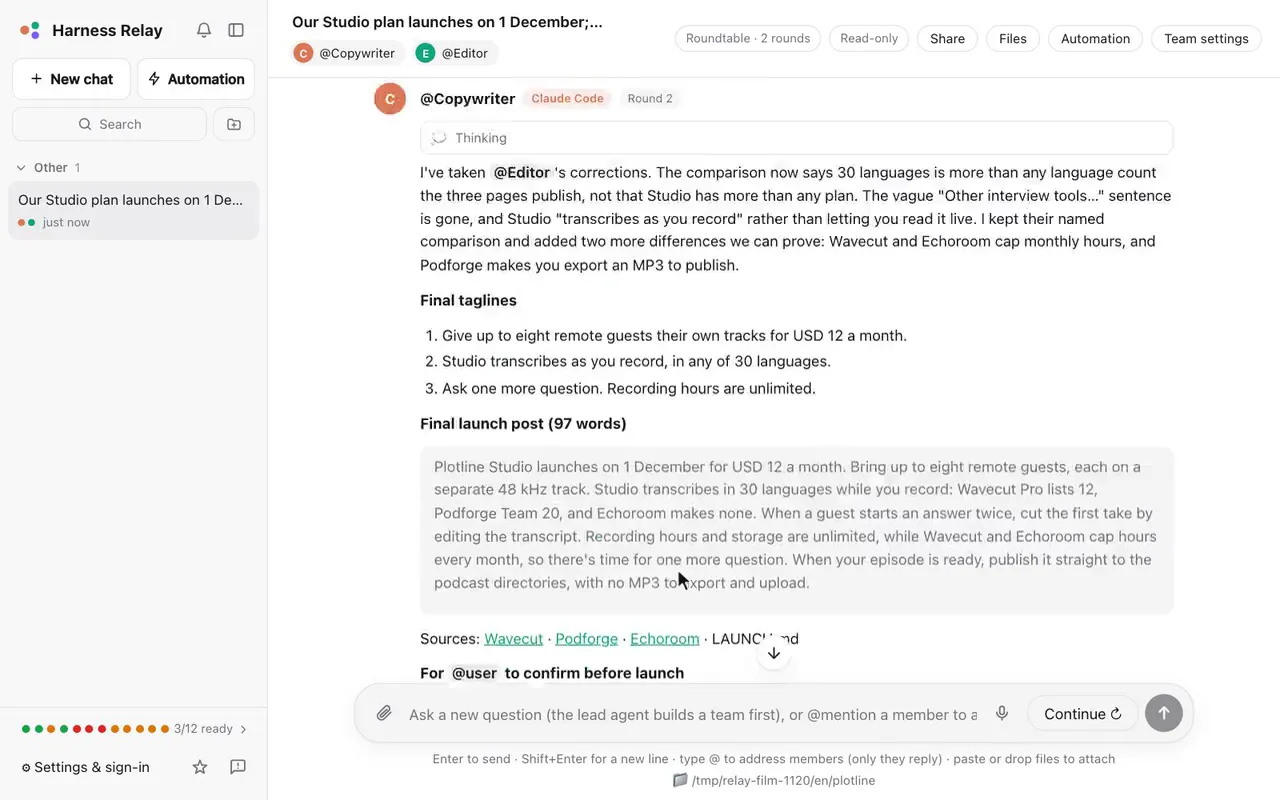 Harness Relay
+ New chat
Automation
Search
Other 1
Our Studio plan launches on 1 De...
just now
3/12 ready
Settings & sign-in
Our Studio plan launches on 1 December;...
C @Copywriter
E @Editor
Roundtable · 2 rounds
Read-only
Share
Files
Automation
Team settings
C @Copywriter Claude Code Round 2
Thinking
I've taken @Editor 's corrections. The comparison now says 30 languages is more than any language count
the three pages publish, not that Studio has more than any plan. The vague "Other interview tools..." sentence
is gone, and Studio "transcribes as you record" rather than letting you read it live. I kept their named
comparison and added two more differences we can prove: Wavecut and Echoroom cap monthly hours, and
Podforge makes you export an MP3 to publish.
Final taglines
1. Give up to eight remote guests their own tracks for USD 12 a month.
2. Studio transcribes as you record, in any of 30 languages.
3. Ask one more question. Recording hours are unlimited.
Final launch post (97 words)
Plotline Studio launches on 1 December for USD 12 a month. Bring up to eight remote guests, each on a
separate 48 kHz track. Studio transcribes in 30 languages while you record: Wavecut Pro lists 12,
Podforge Team 20, and Echoroom makes none. When a guest starts an answer twice, cut the first take by
editing the transcript. Recording hours and storage are unlimited, while Wavecut and Echoroom cap hours
every month, so there's time for one more question. When your episode is ready, publish it straight to the
podcast directories, with no MP3 to export and upload.
Sources: Wavecut · Podforge · Echoroom ·
For @user to confirm before launch
Ask a new question (the lead agent builds a team first), or @mention a member to a
Continue
Enter to send · Shift+Enter for a new line · type @ to address members (only they reply) · paste or drop files to attach
/tmp/relay-film-1120/en/plotline